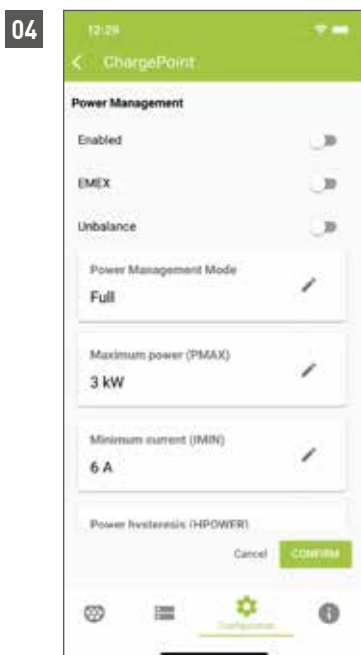 04
12:29
ChargePoint
Power Management
Enabled
EMEX
Unbalance
Power Management Mode
Full
Maximum power (PMAX)
3 kW
Minimum current (IMIN)
6 A
Power hysteresis (HPOWER)
Cancel CONFIRM
Configuration